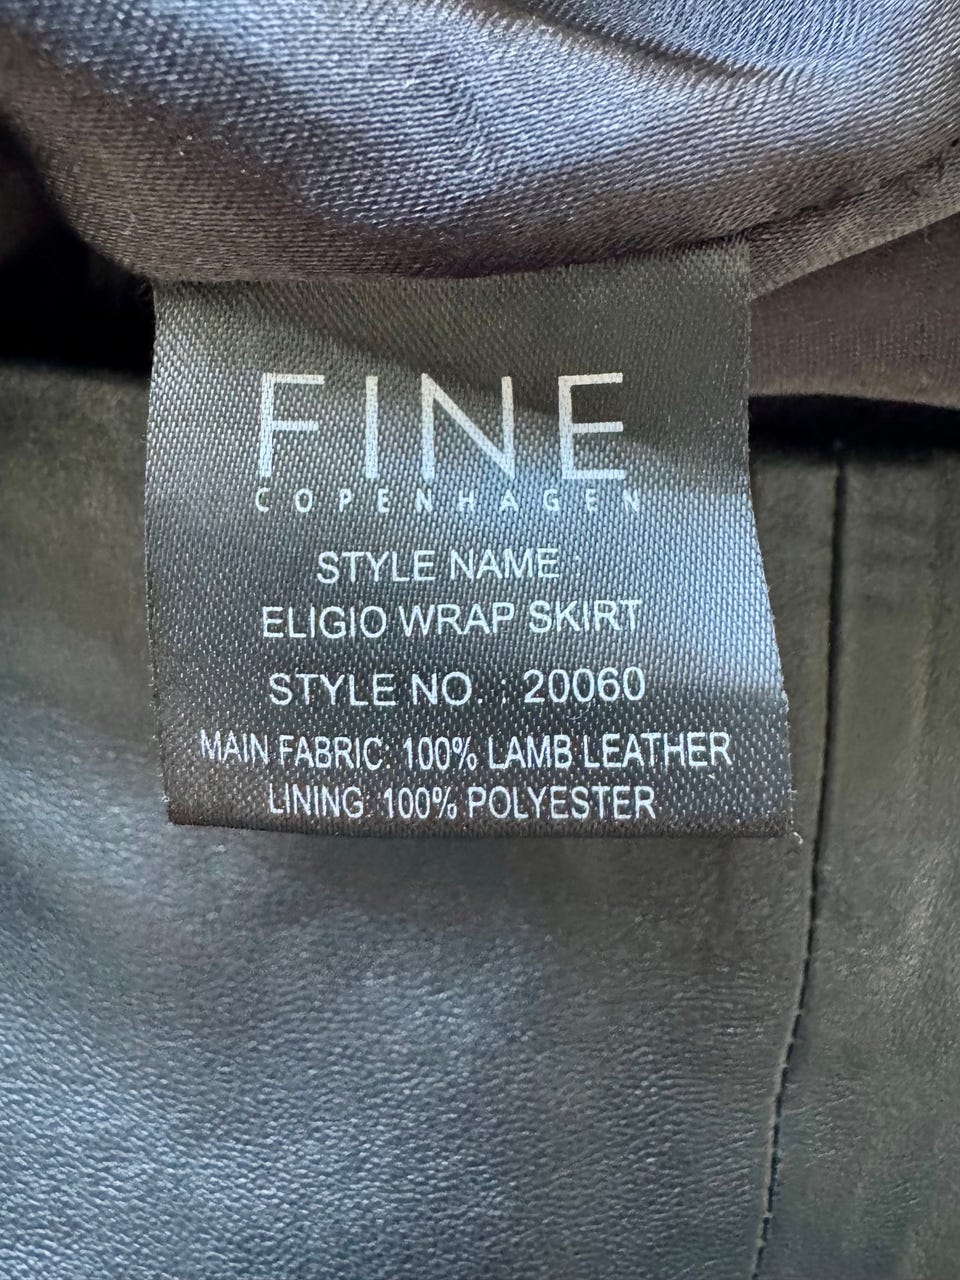 FINE
COPENHAGEN
STYLE NAME :
ELIGIO WRAP SKIRT
STYLE NO. : 20060
MAIN FABRIC: 100% LAMB LEATHER
LINING: 100% POLYESTER